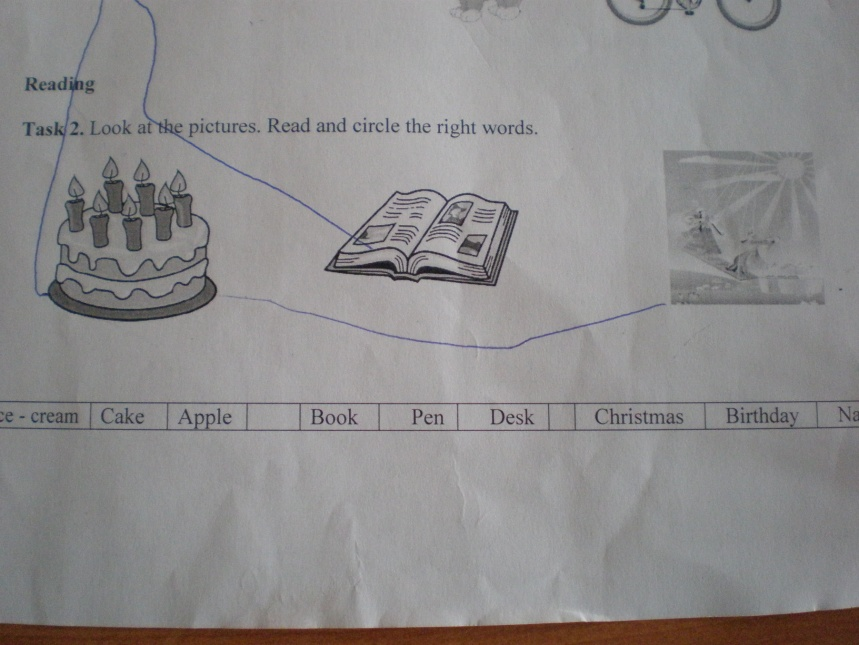 Reading
Task 2. Look at the pictures. Read and circle the right words.
- cream Cake Apple Book Pen Desk Christmas Birthday